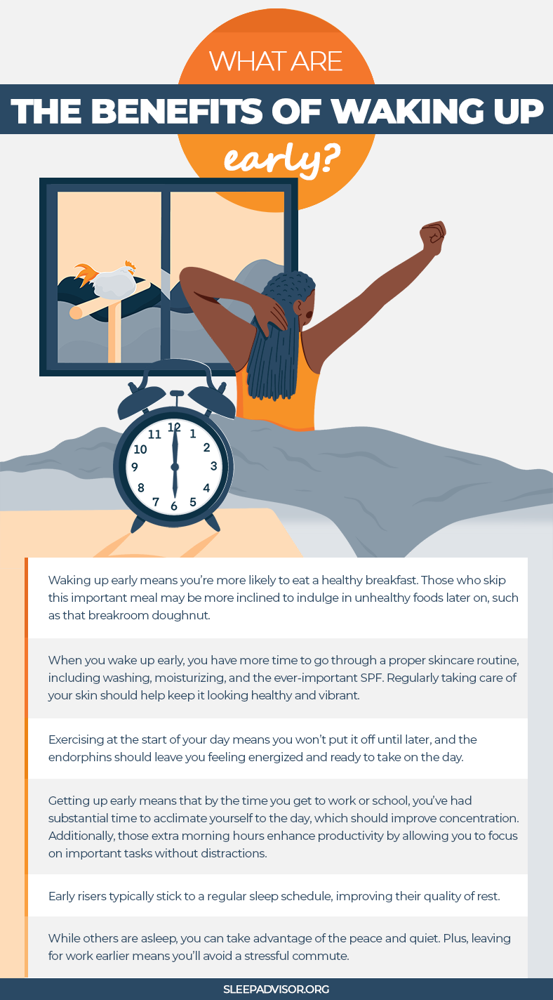 WHAT ARE
THE BENEFITS OF WAKING UP
early?
12
11
1
10
2
9
3
8
4
7
5
6
Waking up early means you’re more likely to eat a healthy breakfast. Those who skip
this important meal may be more inclined to indulge in unhealthy foods later on, such
as that breakroom doughnut.
When you wake up early, you have more time to go through a proper skincare routine,
including washing, moisturizing, and the ever-important SPF. Regularly taking care of
your skin should help keep it looking healthy and vibrant.
Exercising at the start of your day means you won’t put it off until later, and the
endorphins should leave you feeling energized and ready to take on the day.
Getting up early means that by the time you get to work or school, you’ve had
substantial time to acclimate yourself to the day, which should improve concentration.
Additionally, those extra morning hours enhance productivity by allowing you to focus
on important tasks without distractions.
Early risers typically stick to a regular sleep schedule, improving their quality of rest.
While others are asleep, you can take advantage of the peace and quiet. Plus, leaving
for work earlier means you’ll avoid a stressful commute.
SLEEPADVISOR.ORG